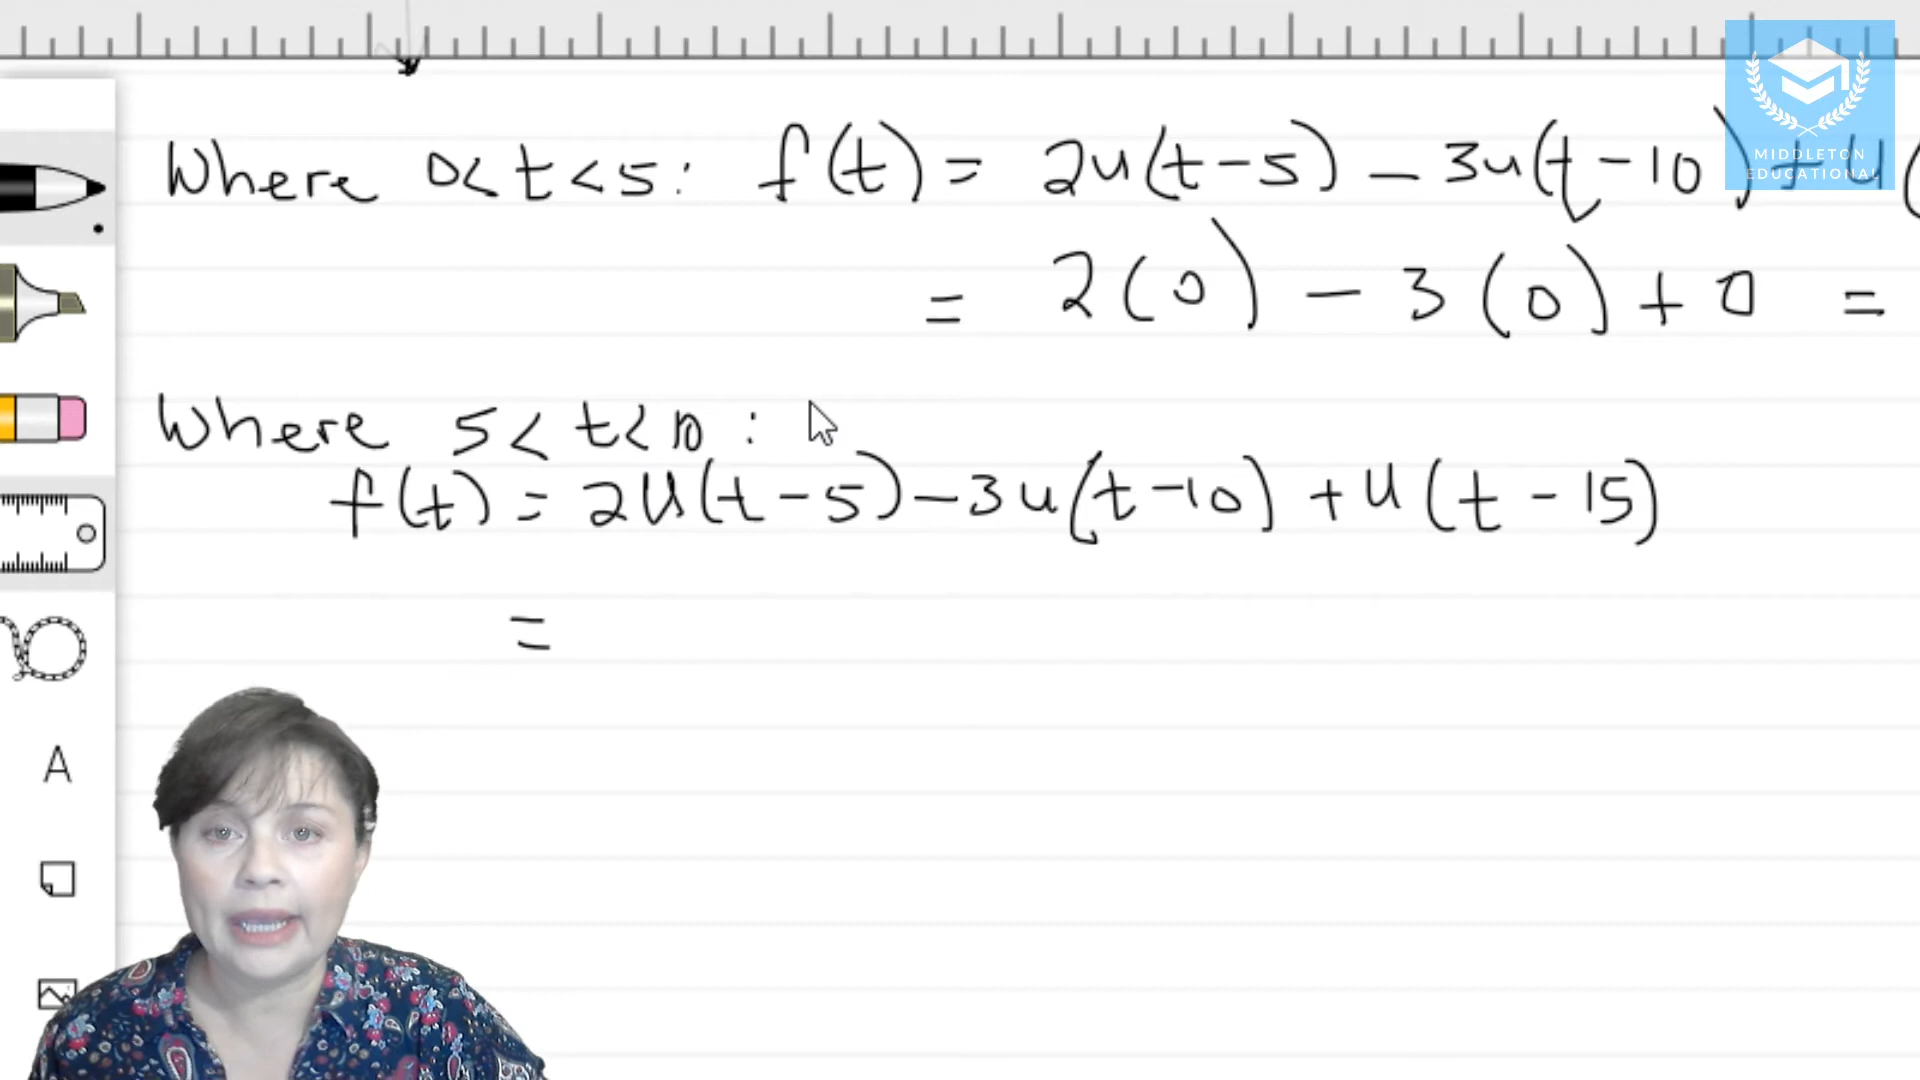 Where 0<t<5: f(t) = 2u(t-5) - 3u(t-10) + u(
= 2(0) - 3(0) + 0 =
Where 5<t<10:
f(t) = 2u(t-5) - 3u(t-10) + u(t-15)
=
MIDDLETON
EDUCATIONAL
A